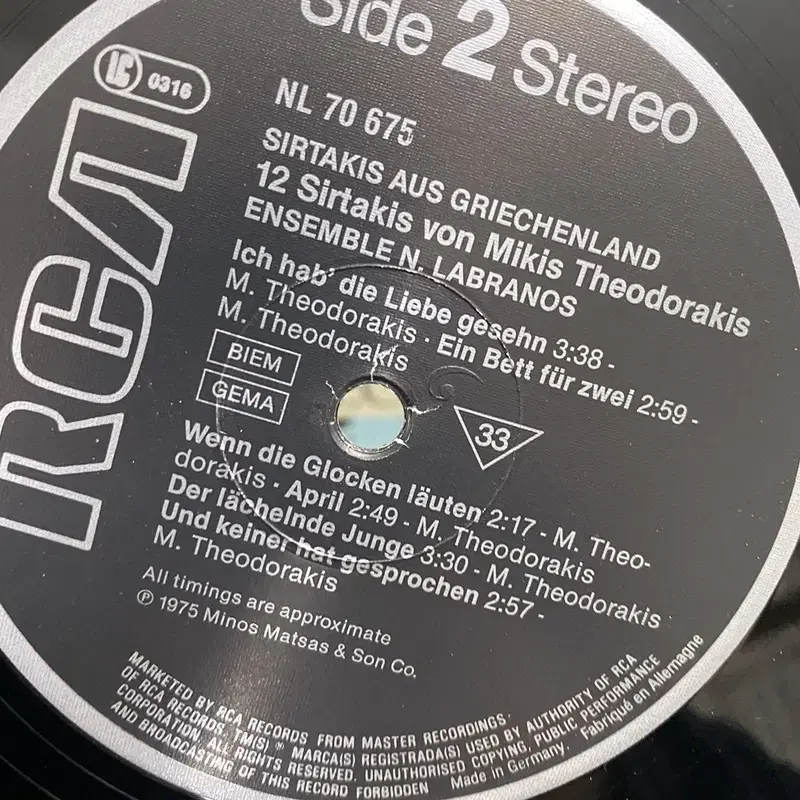 Side 2 Stereo
LC 0316
RCA
NL 70 675
SIRTAKIS AUS GRIECHENLAND
12 Sirtakis von Mikis Theodorakis
ENSEMBLE N. LABRANOS
Ich hab' die Liebe gesehn 3:38 -
M. Theodorakis · Ein Bett für zwei 2:59 -
M. Theodorakis
BIEM
GEMA
33
Wenn die Glocken läuten 2:17 - M. Theo-
dorakis · April 2:49 - M. Theodorakis
Der lächelnde Junge 3:30 - M. Theodorakis
Und keiner hat gesprochen 2:57 -
M. Theodorakis
All timings are approximate
℗ 1975 Minos Matsas & Son Co.
MARKETED BY RCA RECORDS FROM MASTER RECORDINGS
OF RCA RECORDS. TM(S) ® MARCA(S) REGISTRADA(S) USED BY AUTHORITY OF RCA
CORPORATION. ALL RIGHTS RESERVED. UNAUTHORISED COPYING, PUBLIC PERFORMANCE
AND BROADCASTING OF THIS RECORD FORBIDDEN Made in Germany. Fabriqué en Allemagne